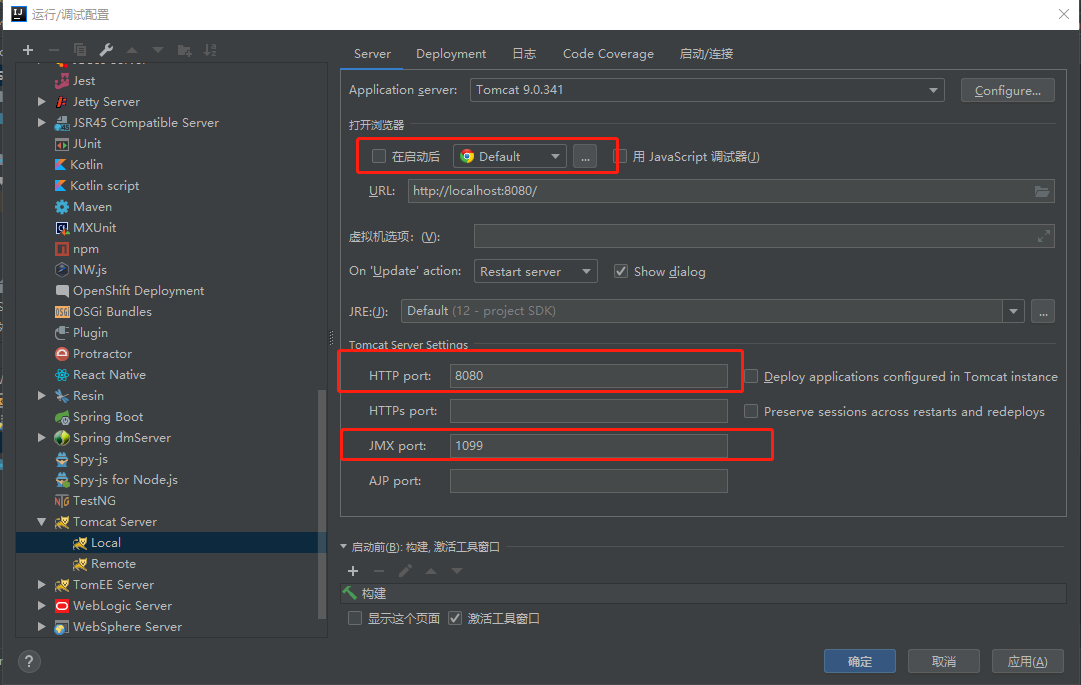 运行/调试配置
Jest
Jetty Server
JSR45 Compatible Server
JUnit
Kotlin
Kotlin script
Maven
MXUnit
npm
NW.js
OpenShift Deployment
OSGi Bundles
Plugin
Protractor
React Native
Resin
Spring Boot
Spring dmServer
Spy-js
Spy-js for Node.js
TestNG
Tomcat Server
Local
Remote
TomEE Server
WebLogic Server
WebSphere Server
Server Deployment 日志 Code Coverage 启动/连接
Application server: Tomcat 9.0.341 Configure...
打开浏览器
在启动后 Default ... 用 JavaScript 调试器(J)
URL: http://localhost:8080/
虚拟机选项: (V):
On 'Update' action: Restart server Show dialog
JRE:(J): Default (12 - project SDK) ...
Tomcat Server Settings
HTTP port: 8080 Deploy applications configured in Tomcat instance
HTTPs port: Preserve sessions across restarts and redeploys
JMX port: 1099
AJP port:
启动前(B): 构建, 激活工具窗口
构建
显示这个页面 激活工具窗口
? 确定 取消 应用(A)